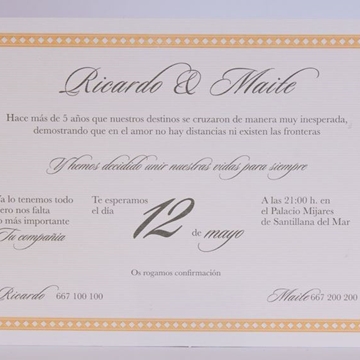 Ricardo & Maite
Hace más de 5 años que nuestros destinos se cruzaron de manera muy inesperada,
demostrando que en el amor no hay distancias ni existen las fronteras
Y hemos decidido unir nuestras vidas para siempre
a lo tenemos todo
ero nos falta
o más importante
Tu compañía
Te esperamos
el día
12 de mayo
A las 21:00 h. en
el Palacio Mijares
de Santillana del Mar
Os rogamos confirmación
Ricardo 667 100 100
Maite 667 200 200